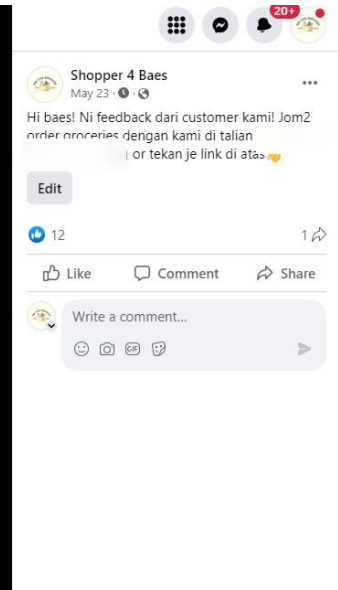 20+
Shopper 4 Baes
May 23
Hi baes! Ni feedback dari customer kami! Jom2
order groceries dengan kami di talian
or tekan je link di atas
Edit
12
1
Like Comment Share
Write a comment...
GIF